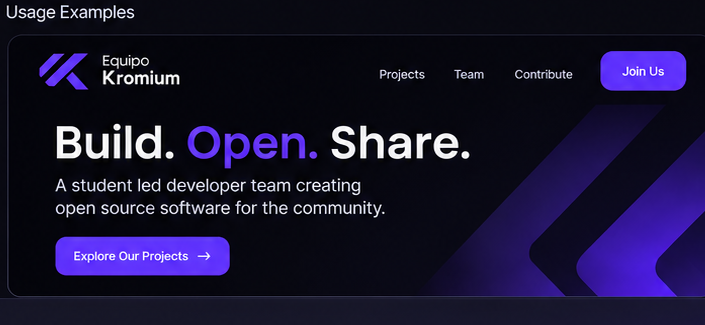 Usage Examples
Equipo
Kromium
Projects
Team
Contribute
Join Us
Build. Open. Share.
A student led developer team creating
open source software for the community.
Explore Our Projects →